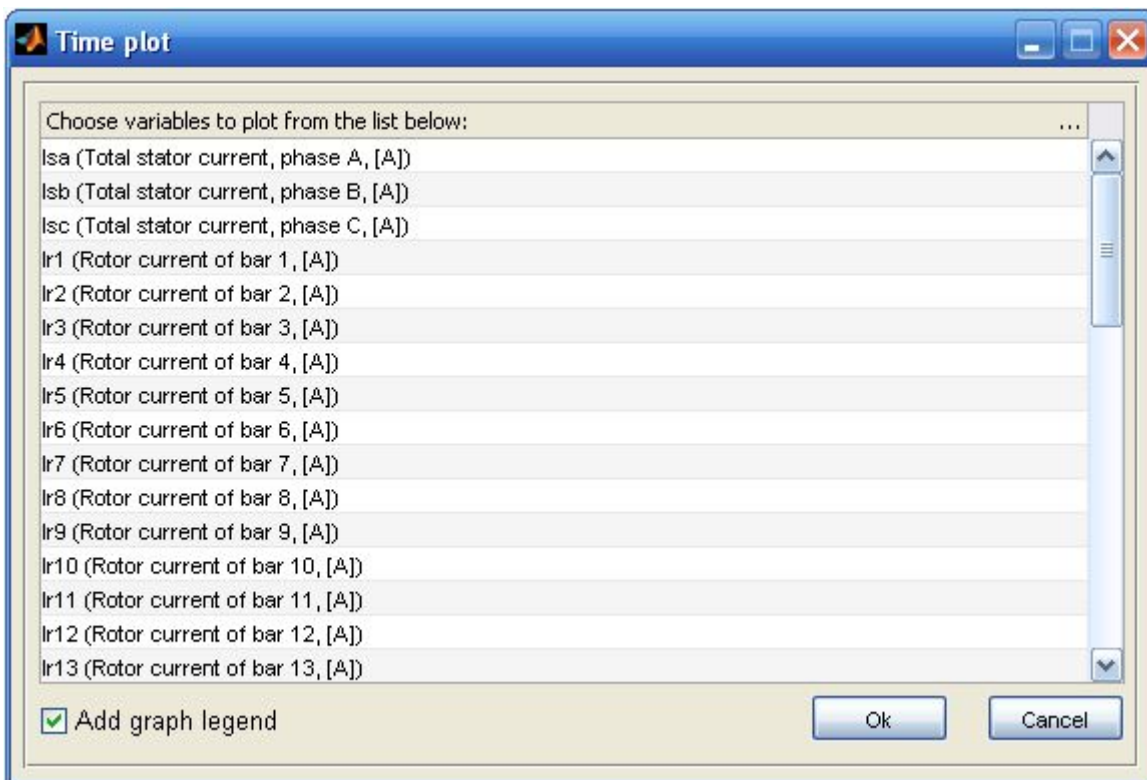 Time plot
Choose variables to plot from the list below: ...
Isa (Total stator current, phase A, [A])
Isb (Total stator current, phase B, [A])
Isc (Total stator current, phase C, [A])
Ir1 (Rotor current of bar 1, [A])
Ir2 (Rotor current of bar 2, [A])
Ir3 (Rotor current of bar 3, [A])
Ir4 (Rotor current of bar 4, [A])
Ir5 (Rotor current of bar 5, [A])
Ir6 (Rotor current of bar 6, [A])
Ir7 (Rotor current of bar 7, [A])
Ir8 (Rotor current of bar 8, [A])
Ir9 (Rotor current of bar 9, [A])
Ir10 (Rotor current of bar 10, [A])
Ir11 (Rotor current of bar 11, [A])
Ir12 (Rotor current of bar 12, [A])
Ir13 (Rotor current of bar 13, [A])
Add graph legend Ok Cancel